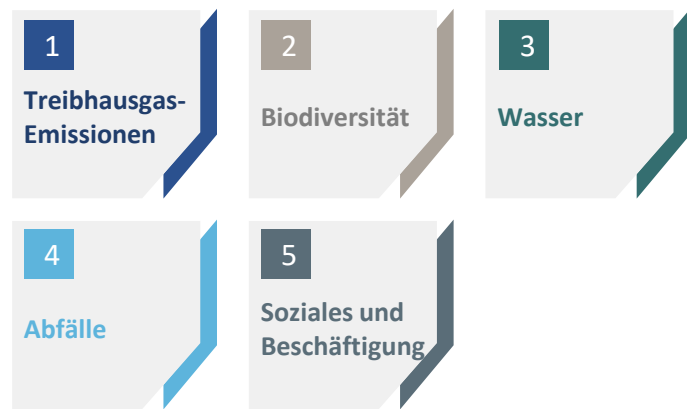 1
Treibhausgas-
Emissionen
2
Biodiversität
3
Wasser
4
Abfälle
5
Soziales und
Beschäftigung